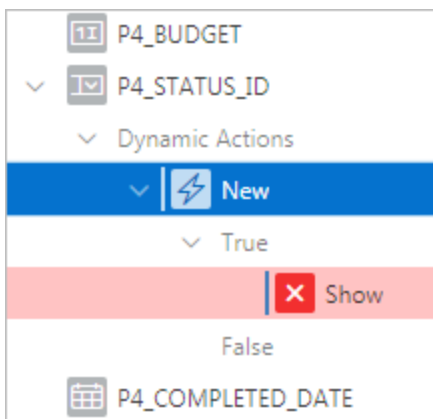 P4_BUDGET
P4_STATUS_ID
Dynamic Actions
New
True
Show
False
P4_COMPLETED_DATE